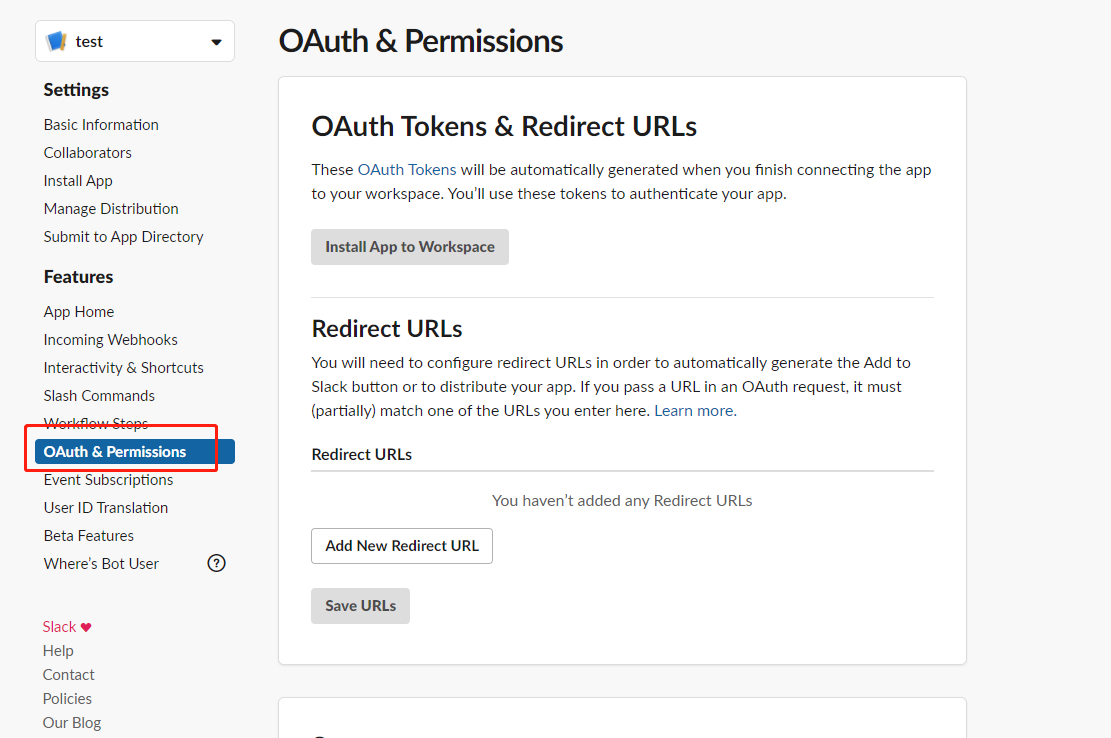 test
Settings
Basic Information
Collaborators
Install App
Manage Distribution
Submit to App Directory
Features
App Home
Incoming Webhooks
Interactivity & Shortcuts
Slash Commands
Workflow Steps
OAuth & Permissions
Event Subscriptions
User ID Translation
Beta Features
Where’s Bot User
?
Slack ♥
Help
Contact
Policies
Our Blog
OAuth & Permissions
OAuth Tokens & Redirect URLs
These OAuth Tokens will be automatically generated when you finish connecting the app
to your workspace. You’ll use these tokens to authenticate your app.
Install App to Workspace
Redirect URLs
You will need to configure redirect URLs in order to automatically generate the Add to
Slack button or to distribute your app. If you pass a URL in an OAuth request, it must
(partially) match one of the URLs you enter here. Learn more.
Redirect URLs
You haven’t added any Redirect URLs
Add New Redirect URL
Save URLs